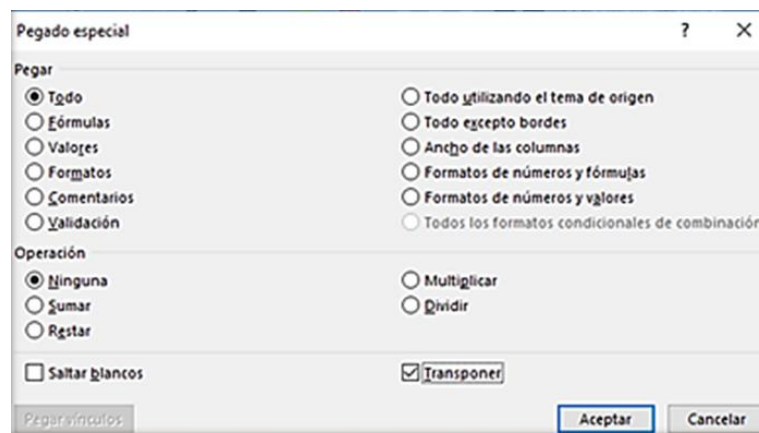 Pegado especial ? X
Pegar
Todo
Fórmulas
Valores
Formatos
Comentarios
Validación
Todo utilizando el tema de origen
Todo excepto bordes
Ancho de las columnas
Formatos de números y fórmulas
Formatos de números y valores
Todos los formatos condicionales de combinación
Operación
Ninguna
Sumar
Restar
Multiplicar
Dividir
Saltar blancos
Transponer
Pegar vínculos
Aceptar
Cancelar